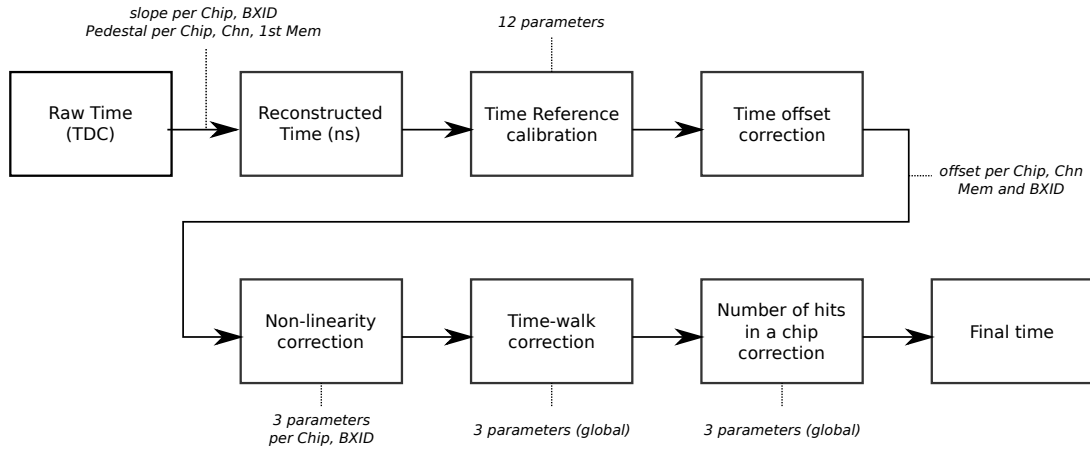 slope per Chip, BXID
Pedestal per Chip, Chn, 1st Mem
12 parameters
Raw Time
(TDC)
Reconstructed
Time (ns)
Time Reference
calibration
Time offset
correction
offset per Chip, Chn
Mem and BXID
Non-linearity
correction
Time-walk
correction
Number of hits
in a chip
correction
Final time
3 parameters
per Chip, BXID
3 parameters (global)
3 parameters (global)